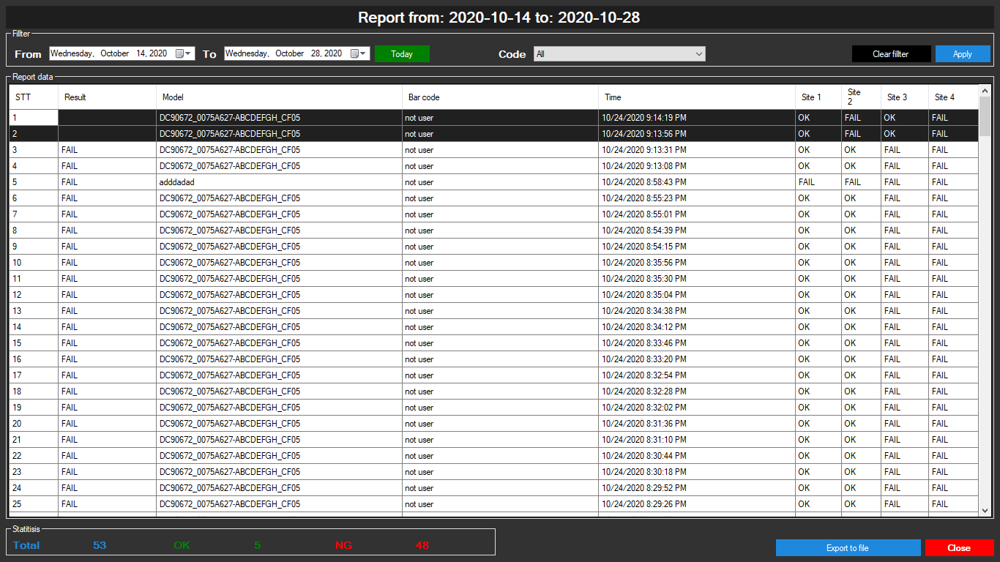 Report from: 2020-10-14 to: 2020-10-28
Fillter
From Wednesday, October 14, 2020 To Wednesday, October 28, 2020 Today Code All Clear fillter Apply
Report data
STT Result Model Bar code Time Site 1 Site 2 Site 3 Site 4
1 DC90672_0075A627-ABCDEFGH_CF05 not user 10/24/2020 9:14:19 PM OK FAIL OK FAIL
2 DC90672_0075A627-ABCDEFGH_CF05 not user 10/24/2020 9:13:56 PM OK FAIL OK FAIL
3 FAIL DC90672_0075A627-ABCDEFGH_CF05 not user 10/24/2020 9:13:31 PM OK OK FAIL FAIL
4 FAIL DC90672_0075A627-ABCDEFGH_CF05 not user 10/24/2020 9:13:08 PM OK OK FAIL FAIL
5 FAIL adddadad not user 10/24/2020 8:58:43 PM FAIL FAIL FAIL FAIL
6 FAIL DC90672_0075A627-ABCDEFGH_CF05 not user 10/24/2020 8:55:23 PM OK OK FAIL FAIL
7 FAIL DC90672_0075A627-ABCDEFGH_CF05 not user 10/24/2020 8:55:01 PM OK OK FAIL FAIL
8 FAIL DC90672_0075A627-ABCDEFGH_CF05 not user 10/24/2020 8:54:39 PM OK OK FAIL FAIL
9 FAIL DC90672_0075A627-ABCDEFGH_CF05 not user 10/24/2020 8:54:15 PM OK OK FAIL FAIL
10 FAIL DC90672_0075A627-ABCDEFGH_CF05 not user 10/24/2020 8:35:56 PM OK OK FAIL FAIL
11 FAIL DC90672_0075A627-ABCDEFGH_CF05 not user 10/24/2020 8:35:30 PM OK OK FAIL FAIL
12 FAIL DC90672_0075A627-ABCDEFGH_CF05 not user 10/24/2020 8:35:04 PM OK OK FAIL FAIL
13 FAIL DC90672_0075A627-ABCDEFGH_CF05 not user 10/24/2020 8:34:38 PM OK OK FAIL FAIL
14 FAIL DC90672_0075A627-ABCDEFGH_CF05 not user 10/24/2020 8:34:12 PM OK OK FAIL FAIL
15 FAIL DC90672_0075A627-ABCDEFGH_CF05 not user 10/24/2020 8:33:46 PM OK OK FAIL FAIL
16 FAIL DC90672_0075A627-ABCDEFGH_CF05 not user 10/24/2020 8:33:20 PM OK OK FAIL FAIL
17 FAIL DC90672_0075A627-ABCDEFGH_CF05 not user 10/24/2020 8:32:54 PM OK OK FAIL FAIL
18 FAIL DC90672_0075A627-ABCDEFGH_CF05 not user 10/24/2020 8:32:28 PM OK OK FAIL FAIL
19 FAIL DC90672_0075A627-ABCDEFGH_CF05 not user 10/24/2020 8:32:02 PM OK OK FAIL FAIL
20 FAIL DC90672_0075A627-ABCDEFGH_CF05 not user 10/24/2020 8:31:36 PM OK OK FAIL FAIL
21 FAIL DC90672_0075A627-ABCDEFGH_CF05 not user 10/24/2020 8:31:10 PM OK OK FAIL FAIL
22 FAIL DC90672_0075A627-ABCDEFGH_CF05 not user 10/24/2020 8:30:44 PM OK OK FAIL FAIL
23 FAIL DC90672_0075A627-ABCDEFGH_CF05 not user 10/24/2020 8:30:18 PM OK OK FAIL FAIL
24 FAIL DC90672_0075A627-ABCDEFGH_CF05 not user 10/24/2020 8:29:52 PM OK OK FAIL FAIL
25 FAIL DC90672_0075A627-ABCDEFGH_CF05 not user 10/24/2020 8:29:26 PM OK OK FAIL FAIL
Statitisis
Total 53 OK 5 NG 48
Export to file Close